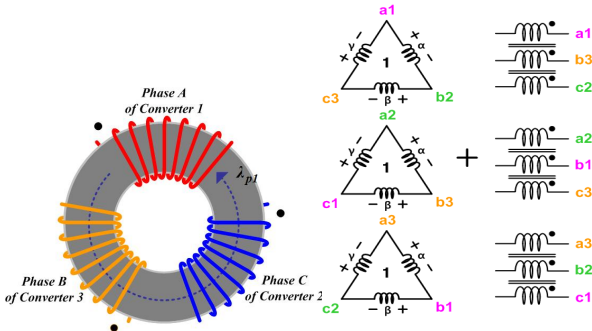 Phase A
of Converter 1
λp1
Phase B
of Converter 3
Phase C
of Converter 2
a1
+ γ − + α −
1
c3 − β + b2
a2
+ γ − + α −
1
c1 − β + b3
a3
+ γ − + α −
1
c2 − β + b1
+
a1
b3
c2
a2
b1
c3
a3
b2
c1